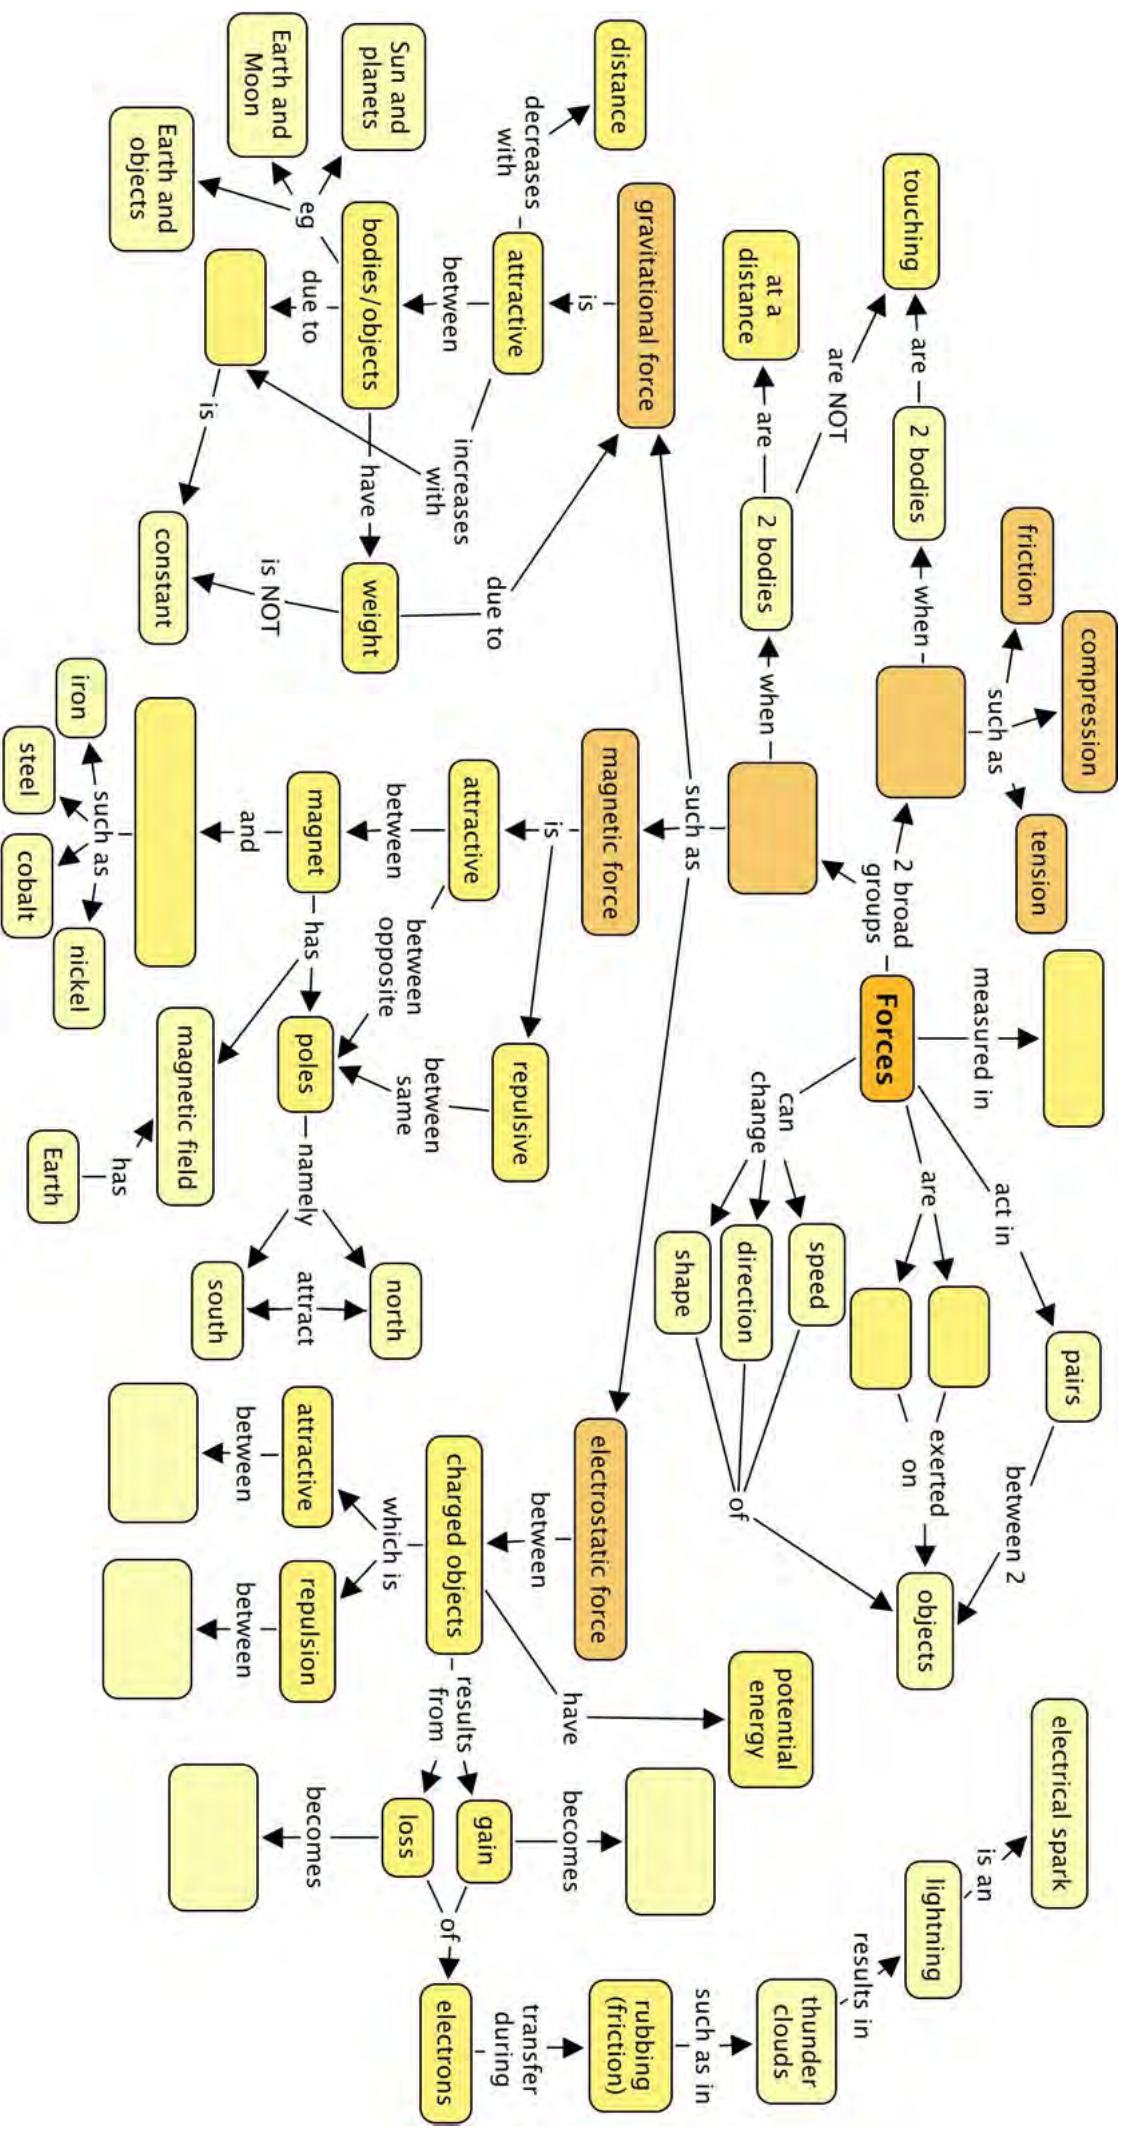 compression
friction
such as
tension
measured in
act in
pairs
between 2
electrical spark
is an
touching
are
2 bodies
when
2 broad
groups
Forces
are
exerted
on
objects
lightning
results in
are NOT
can
change
speed
direction
shape
of
at a
distance
are
2 bodies
when
potential
energy
thunder
clouds
such as in
such as
distance
gravitational force
magnetic force
electrostatic force
have
becomes
rubbing
(friction)
decreases
with
is
is
between
transfer
during
attractive
attractive
repulsive
between
increases
with
due to
between
between
opposite
between
same
charged objects
results
from
gain
loss
of
electrons
Sun and
planets
bodies/objects
have
weight
which is
north
Earth and
Moon
eg
due to
is NOT
magnet
has
poles
namely
attract
attractive
repulsion
becomes
and
between
between
is
south
Earth and
objects
constant
magnetic field
such as
has
iron
steel
cobalt
nickel
Earth